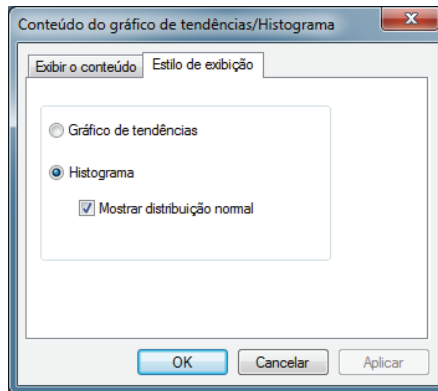 Conteúdo do gráfico de tendências/Histograma
Exibir o conteúdo Estilo de exibição
Gráfico de tendências
Histograma
Mostrar distribuição normal
OK Cancelar Aplicar